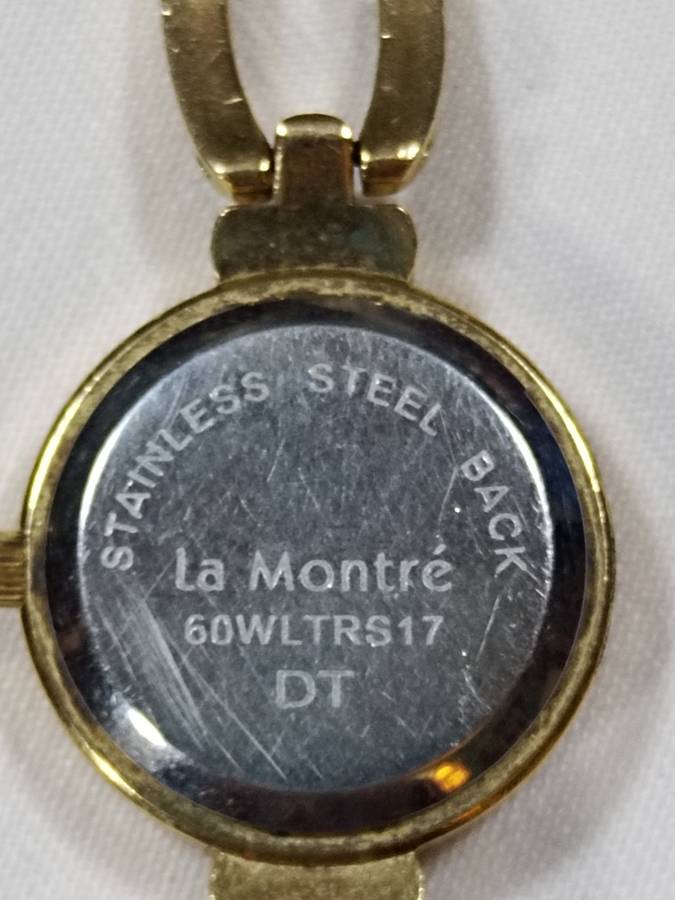 STAINLESS STEEL BACK
La Montré
60WLTRS17
DT